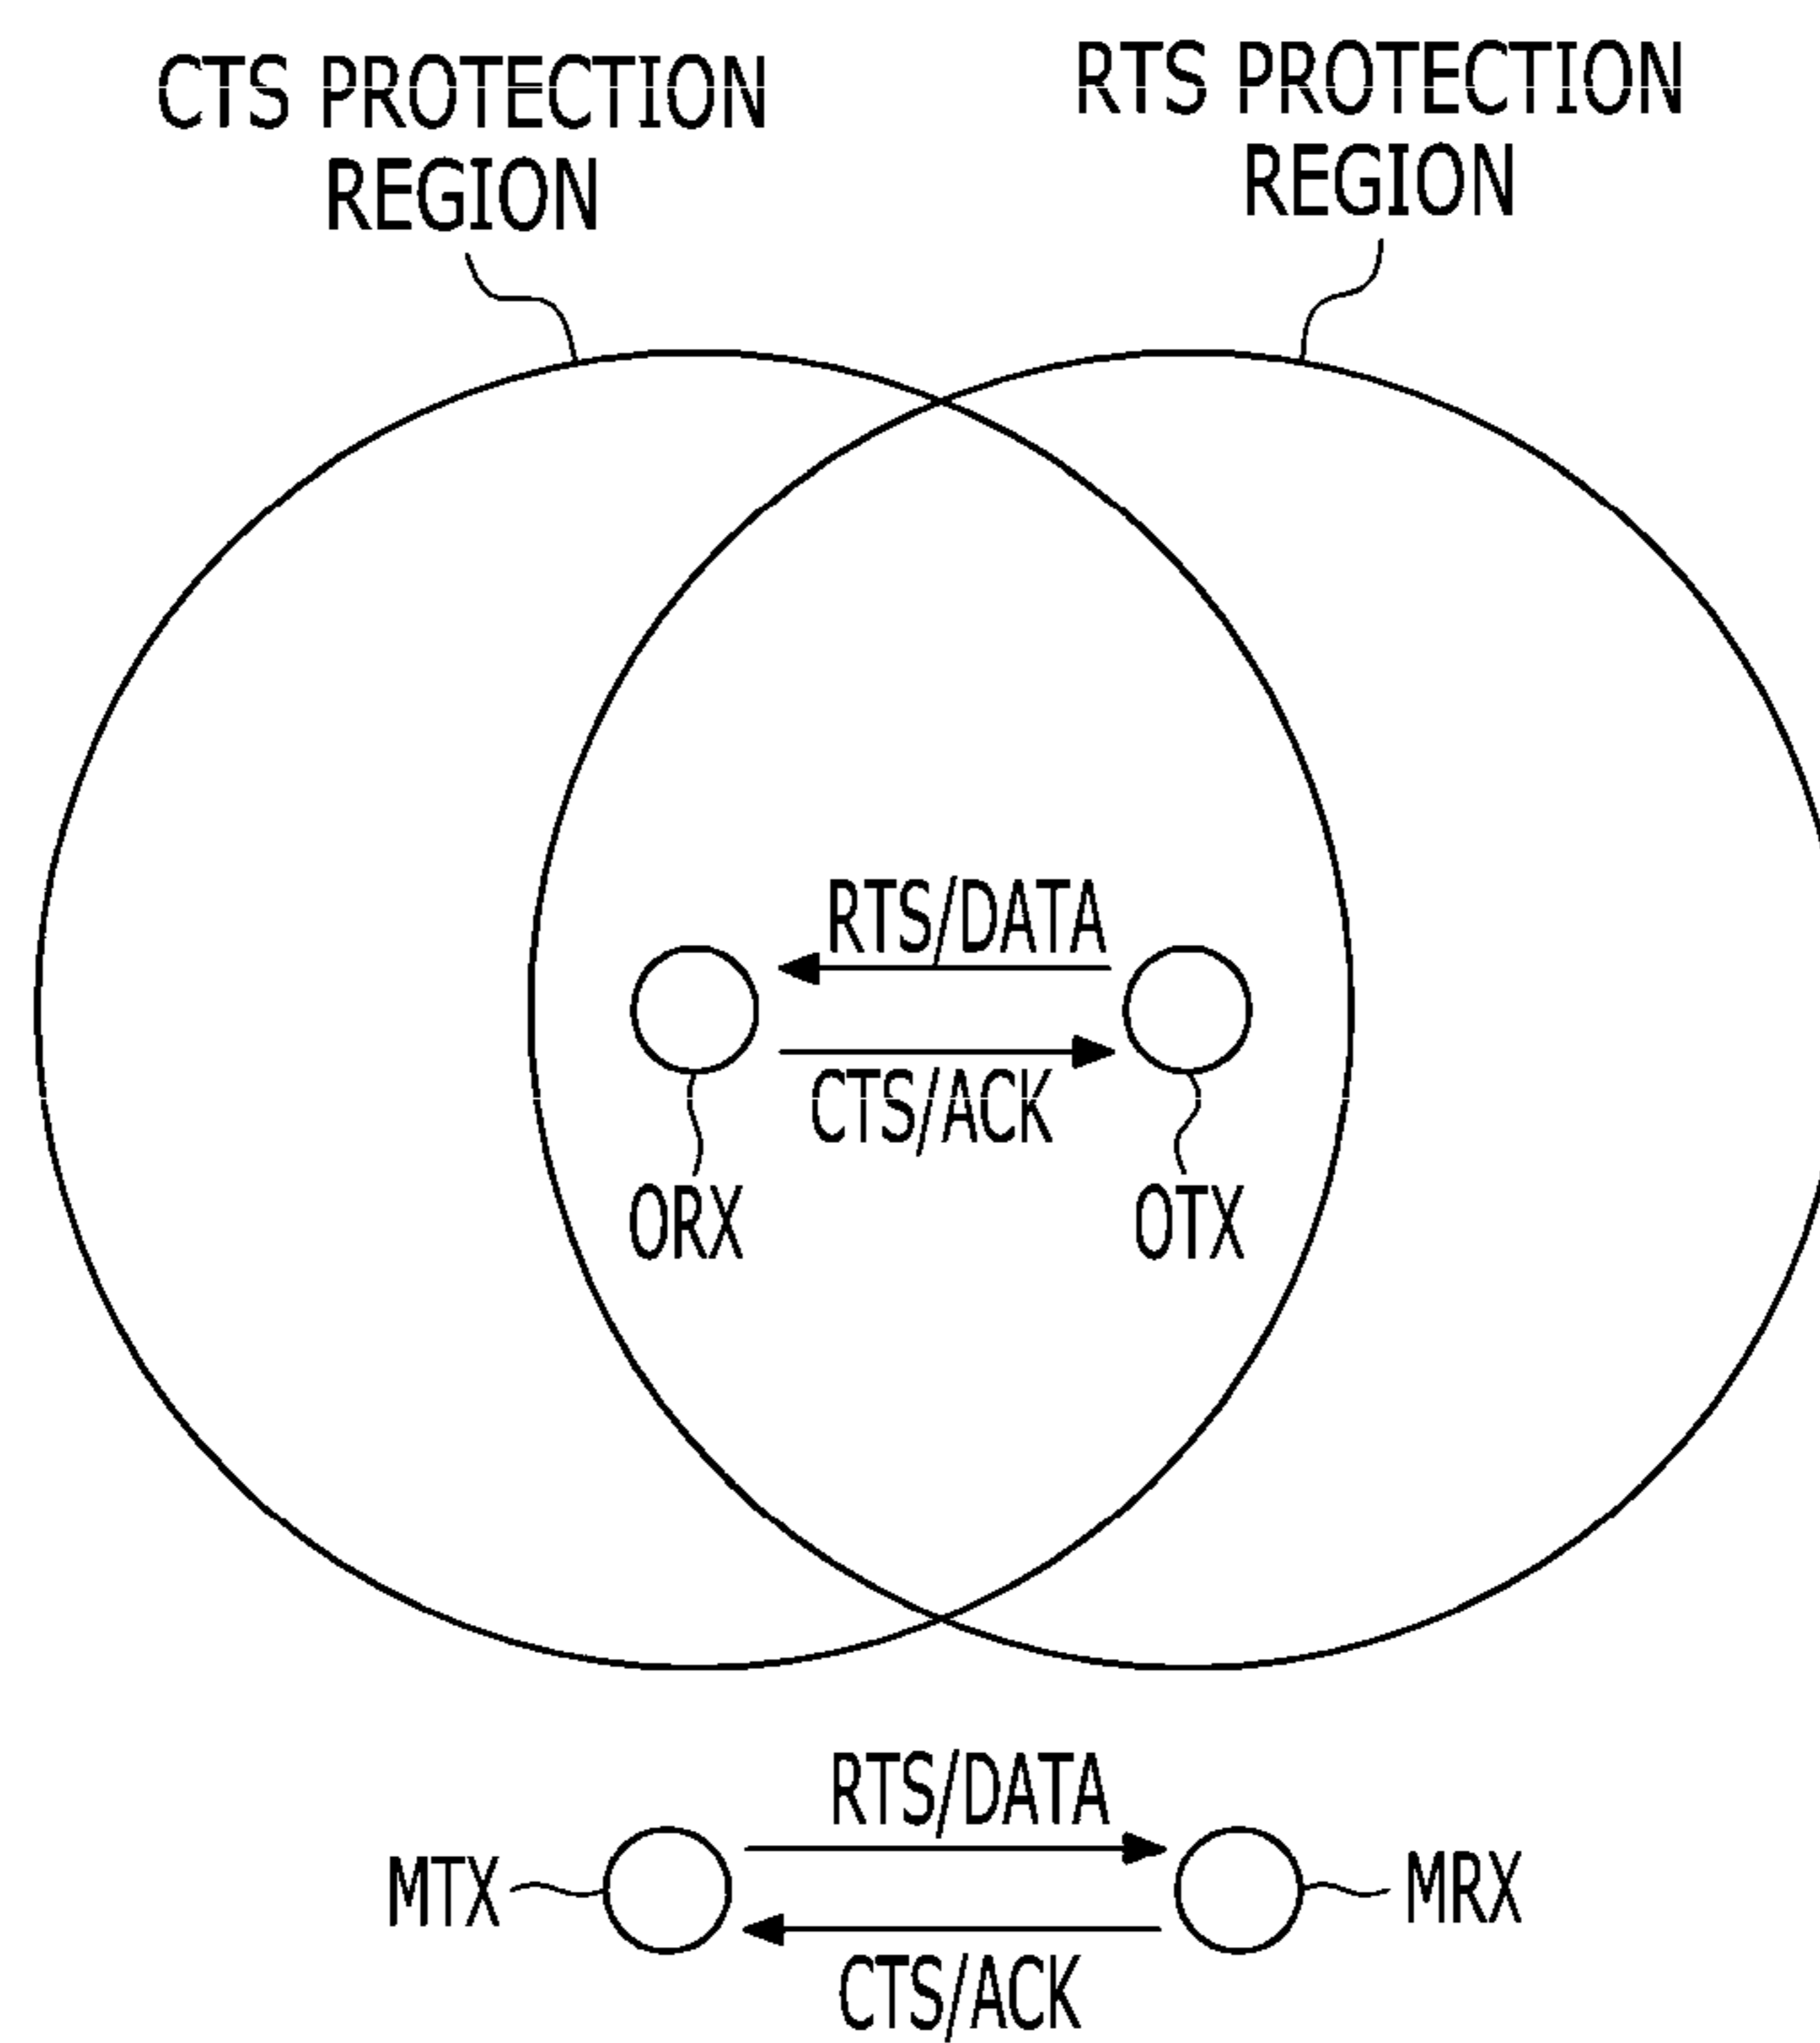 CTS PROTECTION
REGION
RTS PROTECTION
REGION
RTS/DATA
CTS/ACK
ORX
OTX
RTS/DATA
MTX
MRX
CTS/ACK